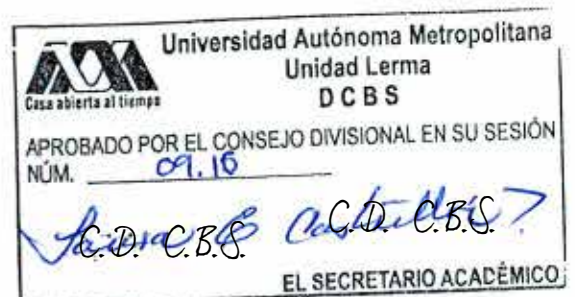 Universidad Autónoma Metropolitana
Unidad Lerma
Casa abierta al tiempo
D C B S
APROBADO POR EL CONSEJO DIVISIONAL EN SU SESIÓN
NÚM. 09.16
C.D. C.B.S. C.D. C.B.S.
EL SECRETARIO ACADÉMICO